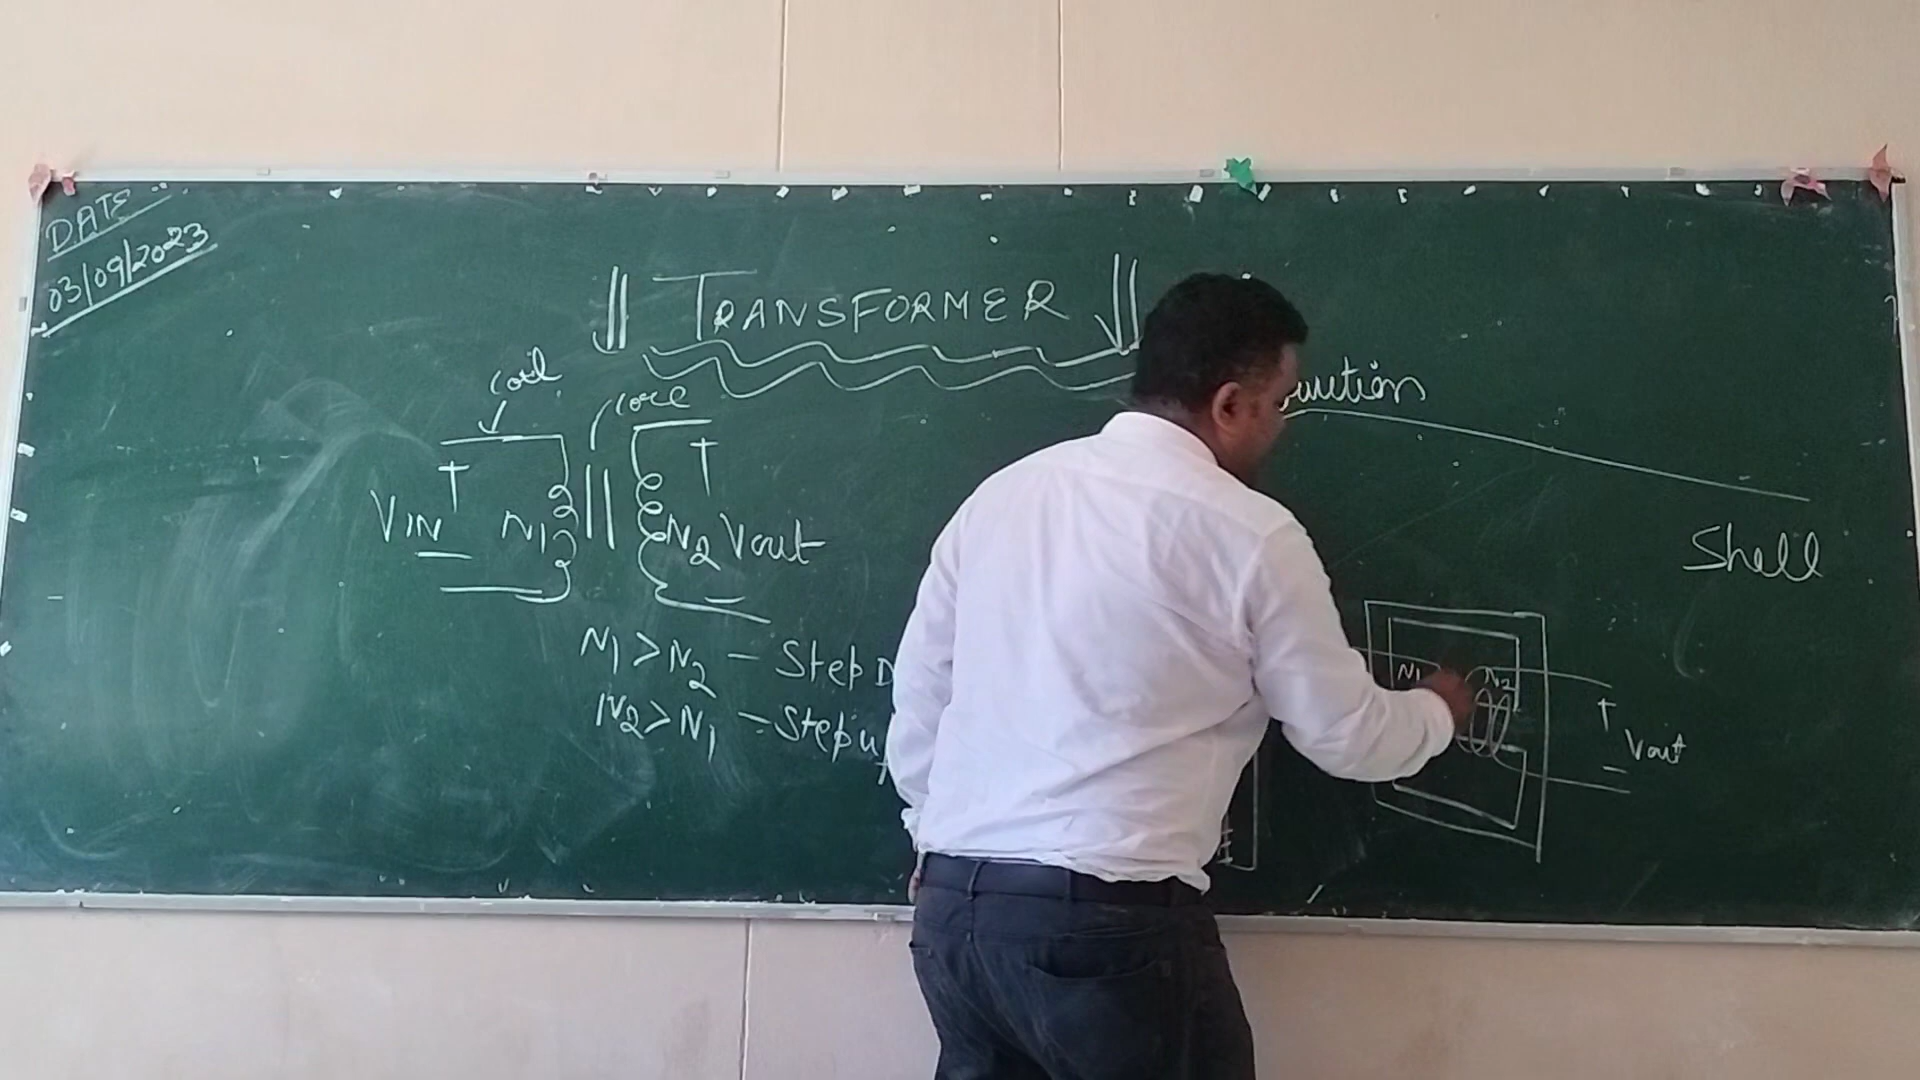 DATE
03/09/2023
TRANSFORMER
coil
core
VIN
N1
N2
Vout
N1 > N2 - Step D
N2 > N1 - Step u
Shell
N1
N2
Vout